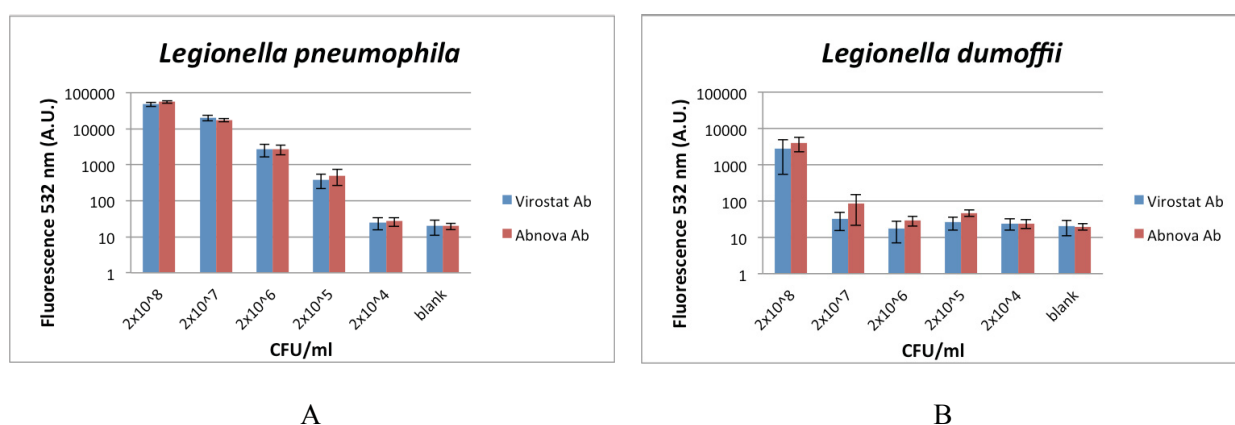 Legionella pneumophila
Fluorescence 532 nm (A.U.)
100000
10000
1000
100
10
1
2x10^8
2x10^7
2x10^6
2x10^5
2x10^4
blank
CFU/ml
Virostat Ab
Abnova Ab
A
Legionella dumoffii
Fluorescence 532 nm (A.U.)
100000
10000
1000
100
10
1
2x10^8
2x10^7
2x10^6
2x10^5
2x10^4
blank
CFU/ml
Virostat Ab
Abnova Ab
B